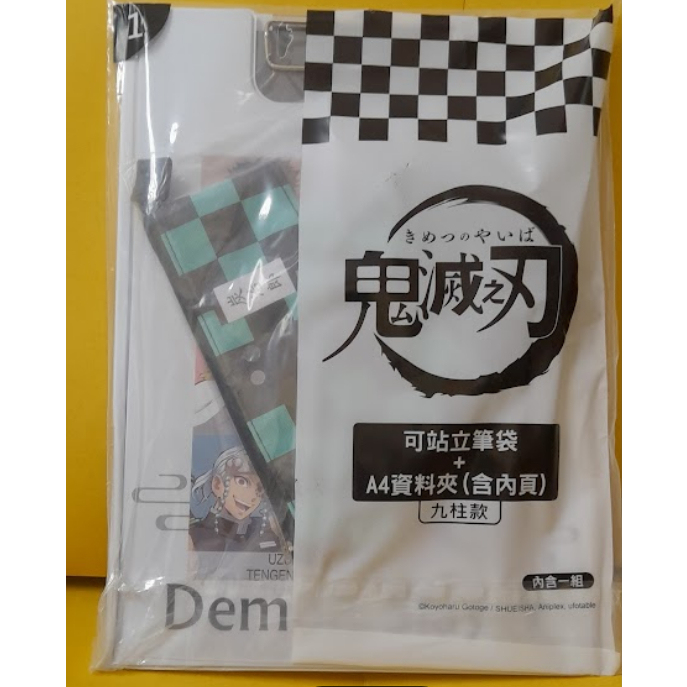 1
きめつのやいば
鬼滅之刃
可站立筆袋
+
A4資料夾(含內頁)
九柱款
UZU
TENGEN
Dem
內含一組
©Koyoharu Gotoge / SHUEISHA, Aniplex, ufotable